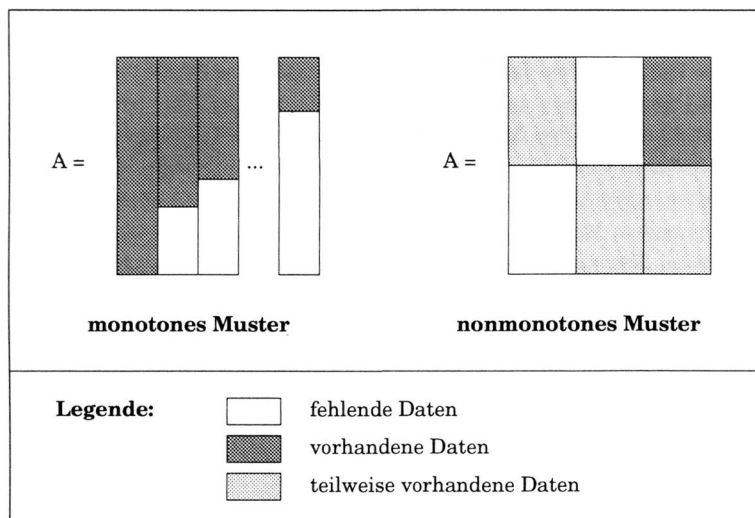 A =
...
A =
monotones Muster
nonmonotones Muster
Legende:
fehlende Daten
vorhandene Daten
teilweise vorhandene Daten